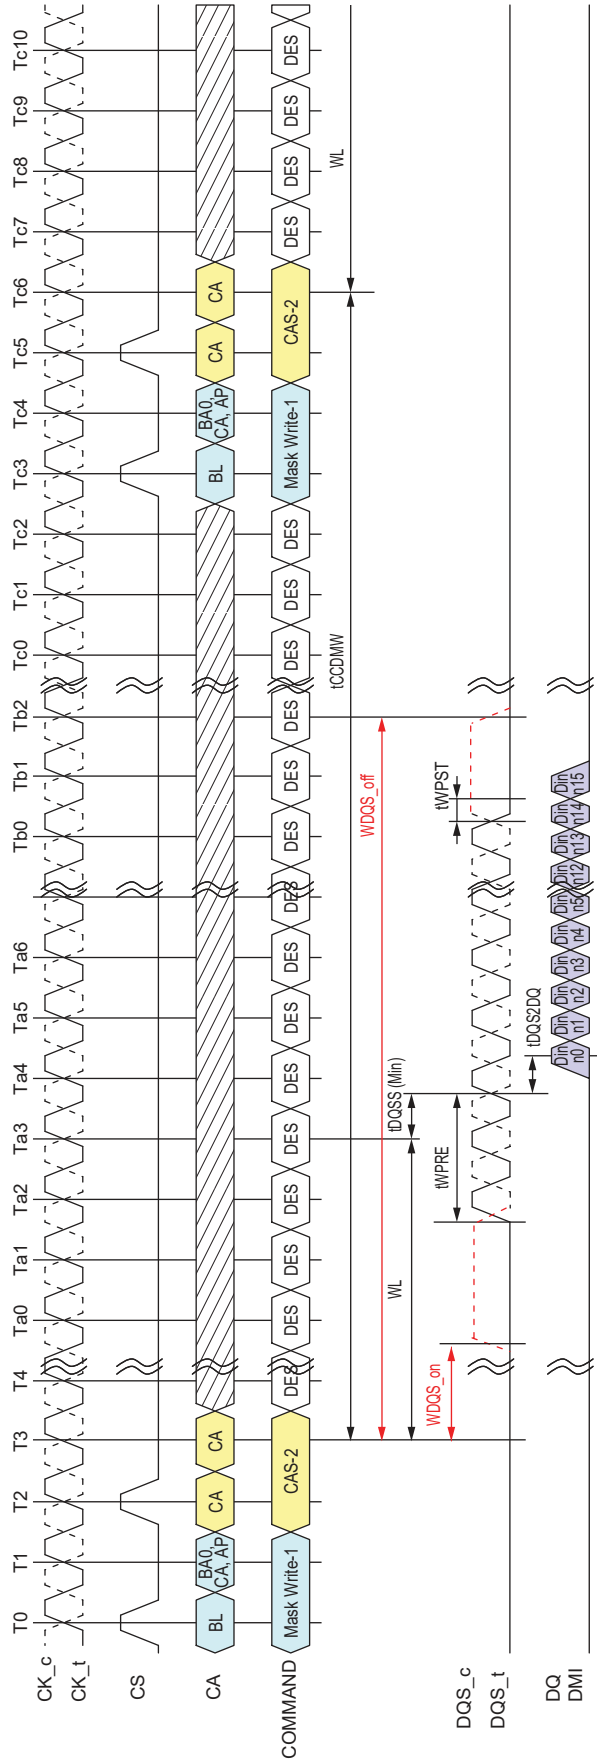 T0 T1 T2 T3 T4 Ta0 Ta1 Ta2 Ta3 Ta4 Ta5 Ta6 Tb0 Tb1 Tb2 Tc0 Tc1 Tc2 Tc3 Tc4 Tc5 Tc6 Tc7 Tc8 Tc9 Tc10
CK_c
CK_t
CS
BA0, BA0,
CA BL CA, AP CA CA BL CA, AP CA CA
COMMAND Mask Write-1 CAS-2 DES DES DES DES DES DES DES DES DES DES DES DES DES DES DES Mask Write-1 CAS-2 DES DES DES DES
tCCDMW WL
WDQS_off
WL tDQSS (Min)
WDQS_on tWPRE tWPST
DQS_c
DQS_t
tDQS2DQ
DQ Din Din Din Din Din Din Din Din Din Din
DMI n0 n1 n2 n3 n4 n5 n12 n13 n14 n15